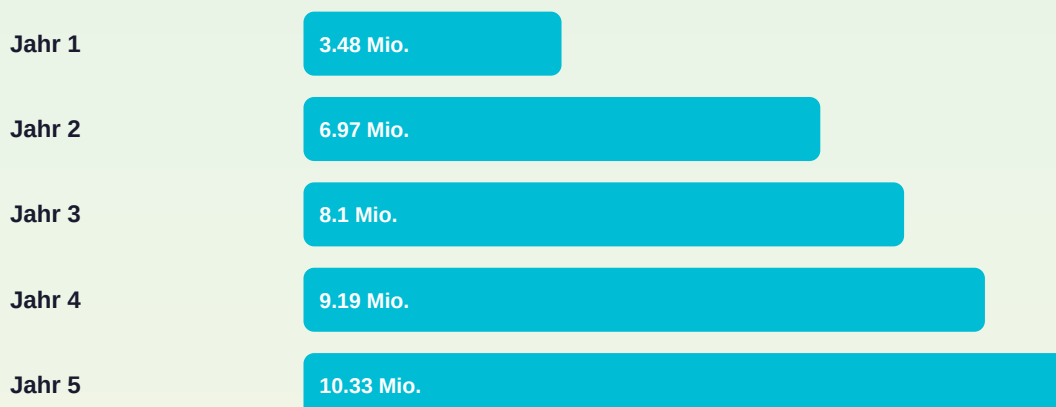 Jahr 1 3.48 Mio.
Jahr 2 6.97 Mio.
Jahr 3 8.1 Mio.
Jahr 4 9.19 Mio.
Jahr 5 10.33 Mio.